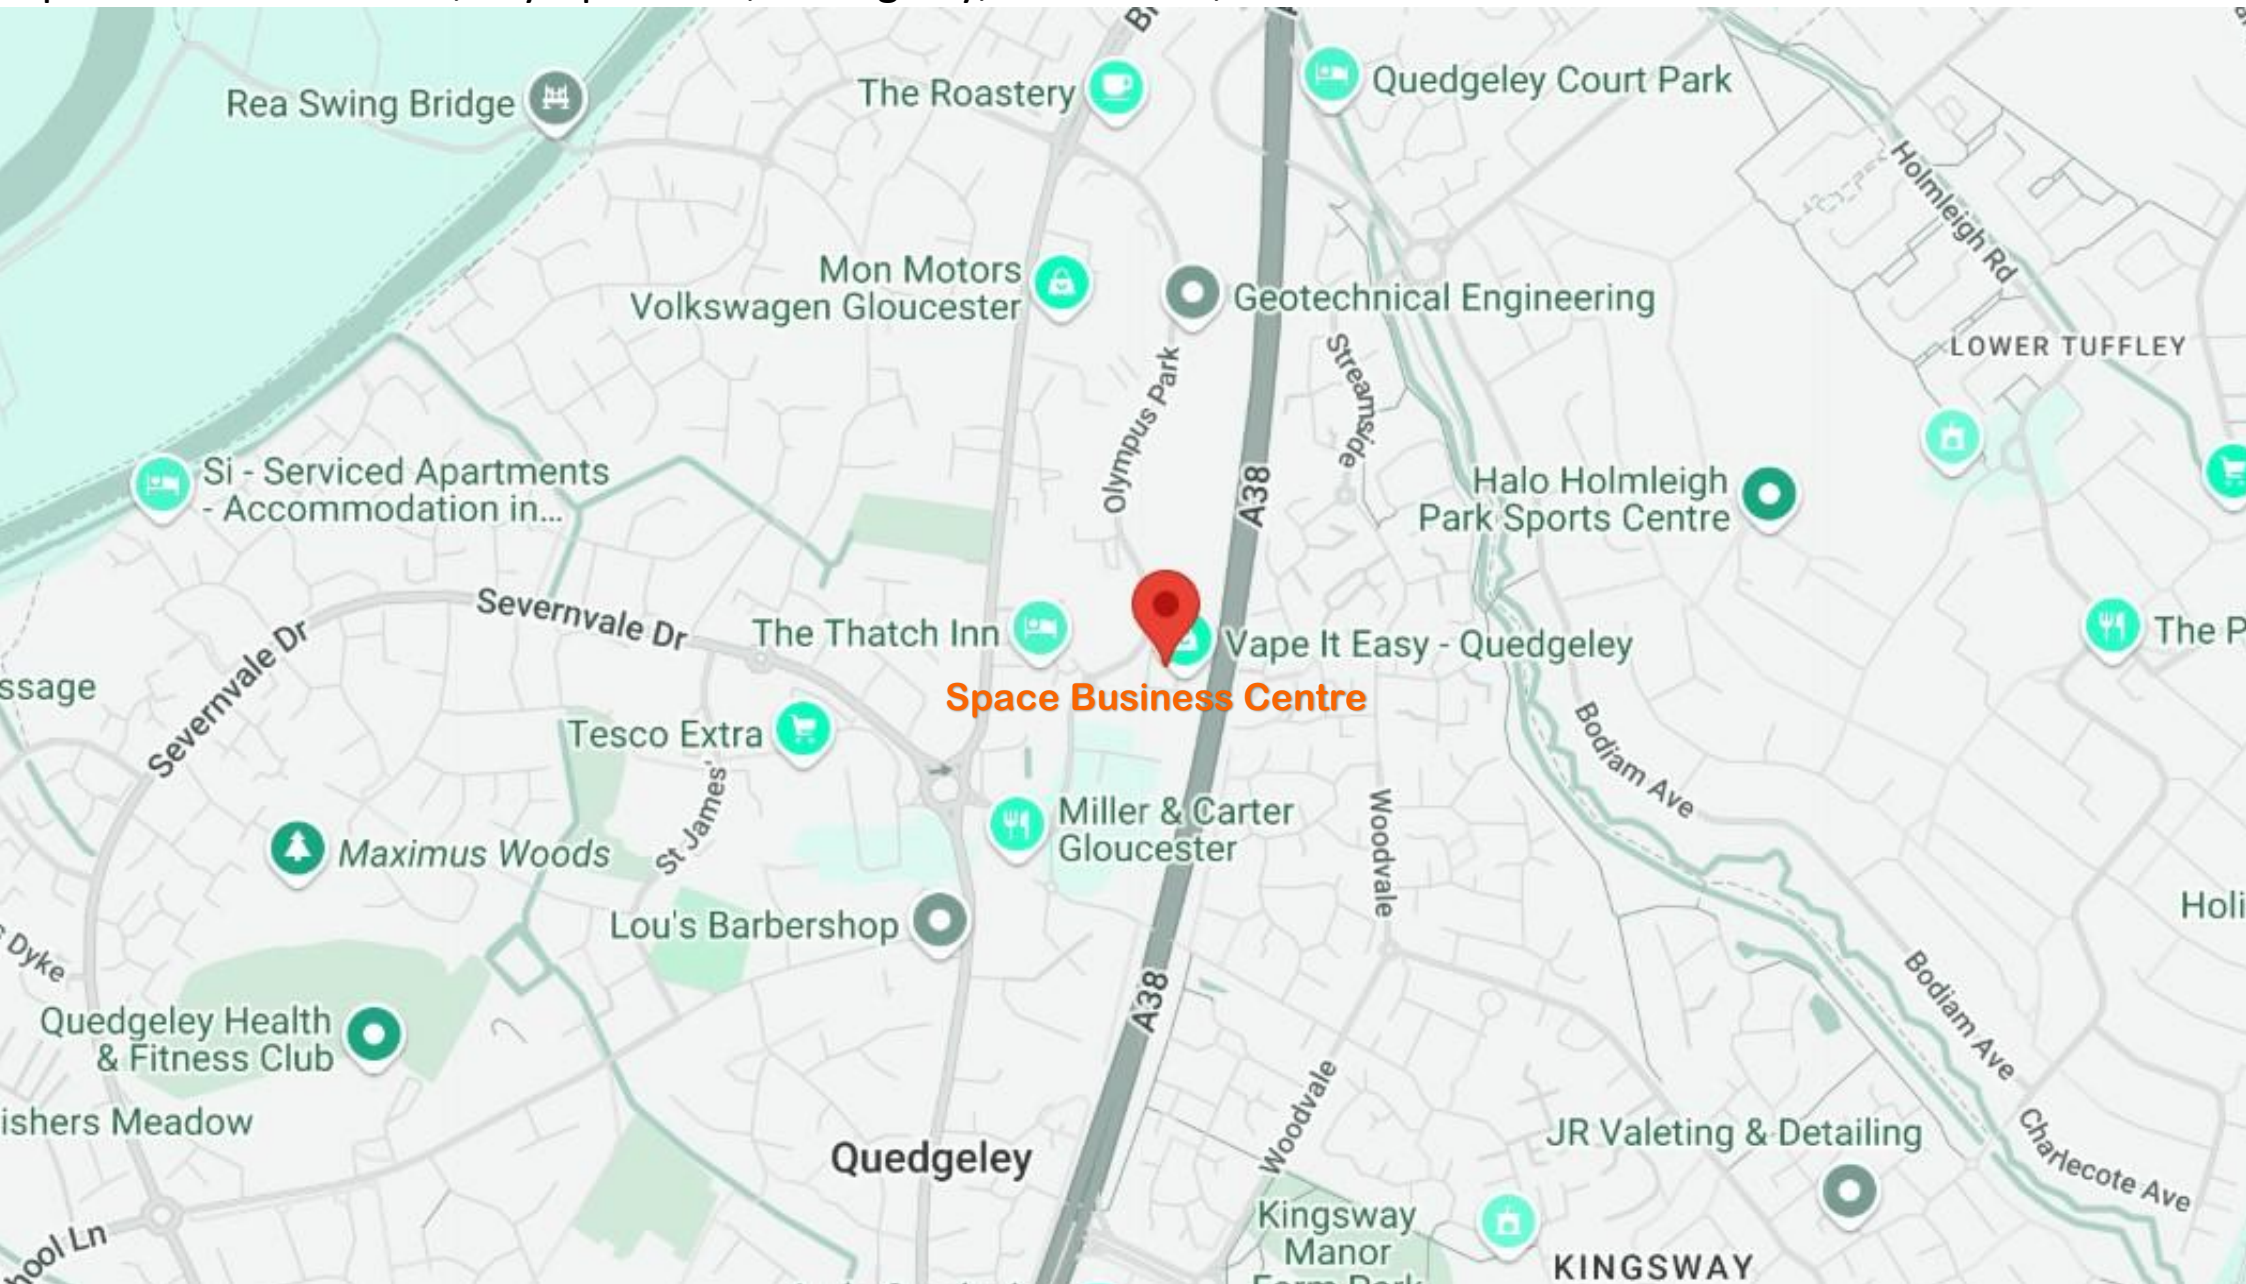 Rea Swing Bridge
The Roastery
Quedgeley Court Park
Holmleigh Rd
Mon Motors
Volkswagen Gloucester
Geotechnical Engineering
LOWER TUFFLEY
Olympus Park
Streamside
A38
Si - Serviced Apartments
- Accommodation in...
Halo Holmleigh
Park Sports Centre
Severnvale Dr
Severnvale Dr
The Thatch Inn
Vape It Easy - Quedgeley
The P
ssage
Space Business Centre
Tesco Extra
St James'
Bodiam Ave
Woodvale
Miller & Carter
Gloucester
Maximus Woods
Lou's Barbershop
Holi
Dyke
A38
Bodiam Ave
Quedgeley Health
& Fitness Club
ishers Meadow
Woodvale
JR Valeting & Detailing
Charlecote Ave
Quedgeley
Kingsway
Manor
Farm Park
KINGSWAY
hool Ln